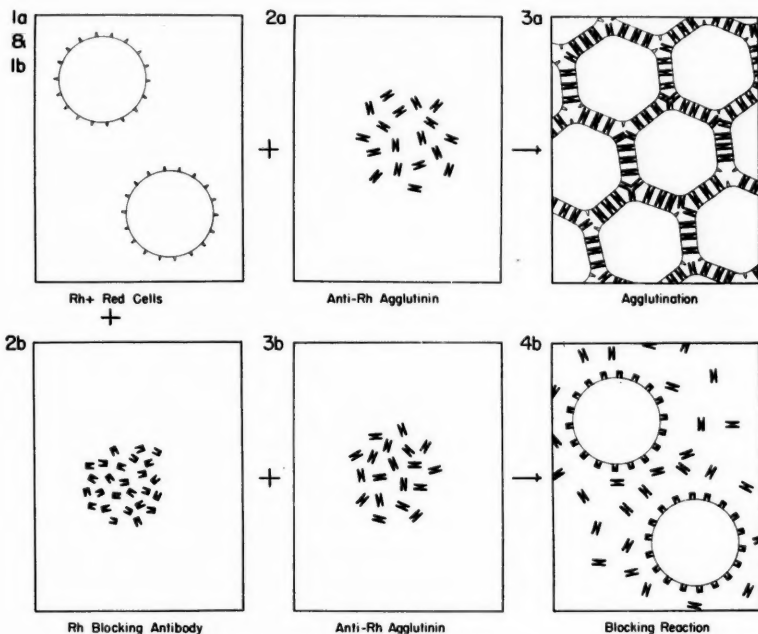 1a
&
1b
2a
3a
+
→
Rh+ Red Cells
Anti-Rh Agglutinin
Agglutination
+
2b
3b
4b
+
→
Rh Blocking Antibody
Anti-Rh Agglutinin
Blocking Reaction